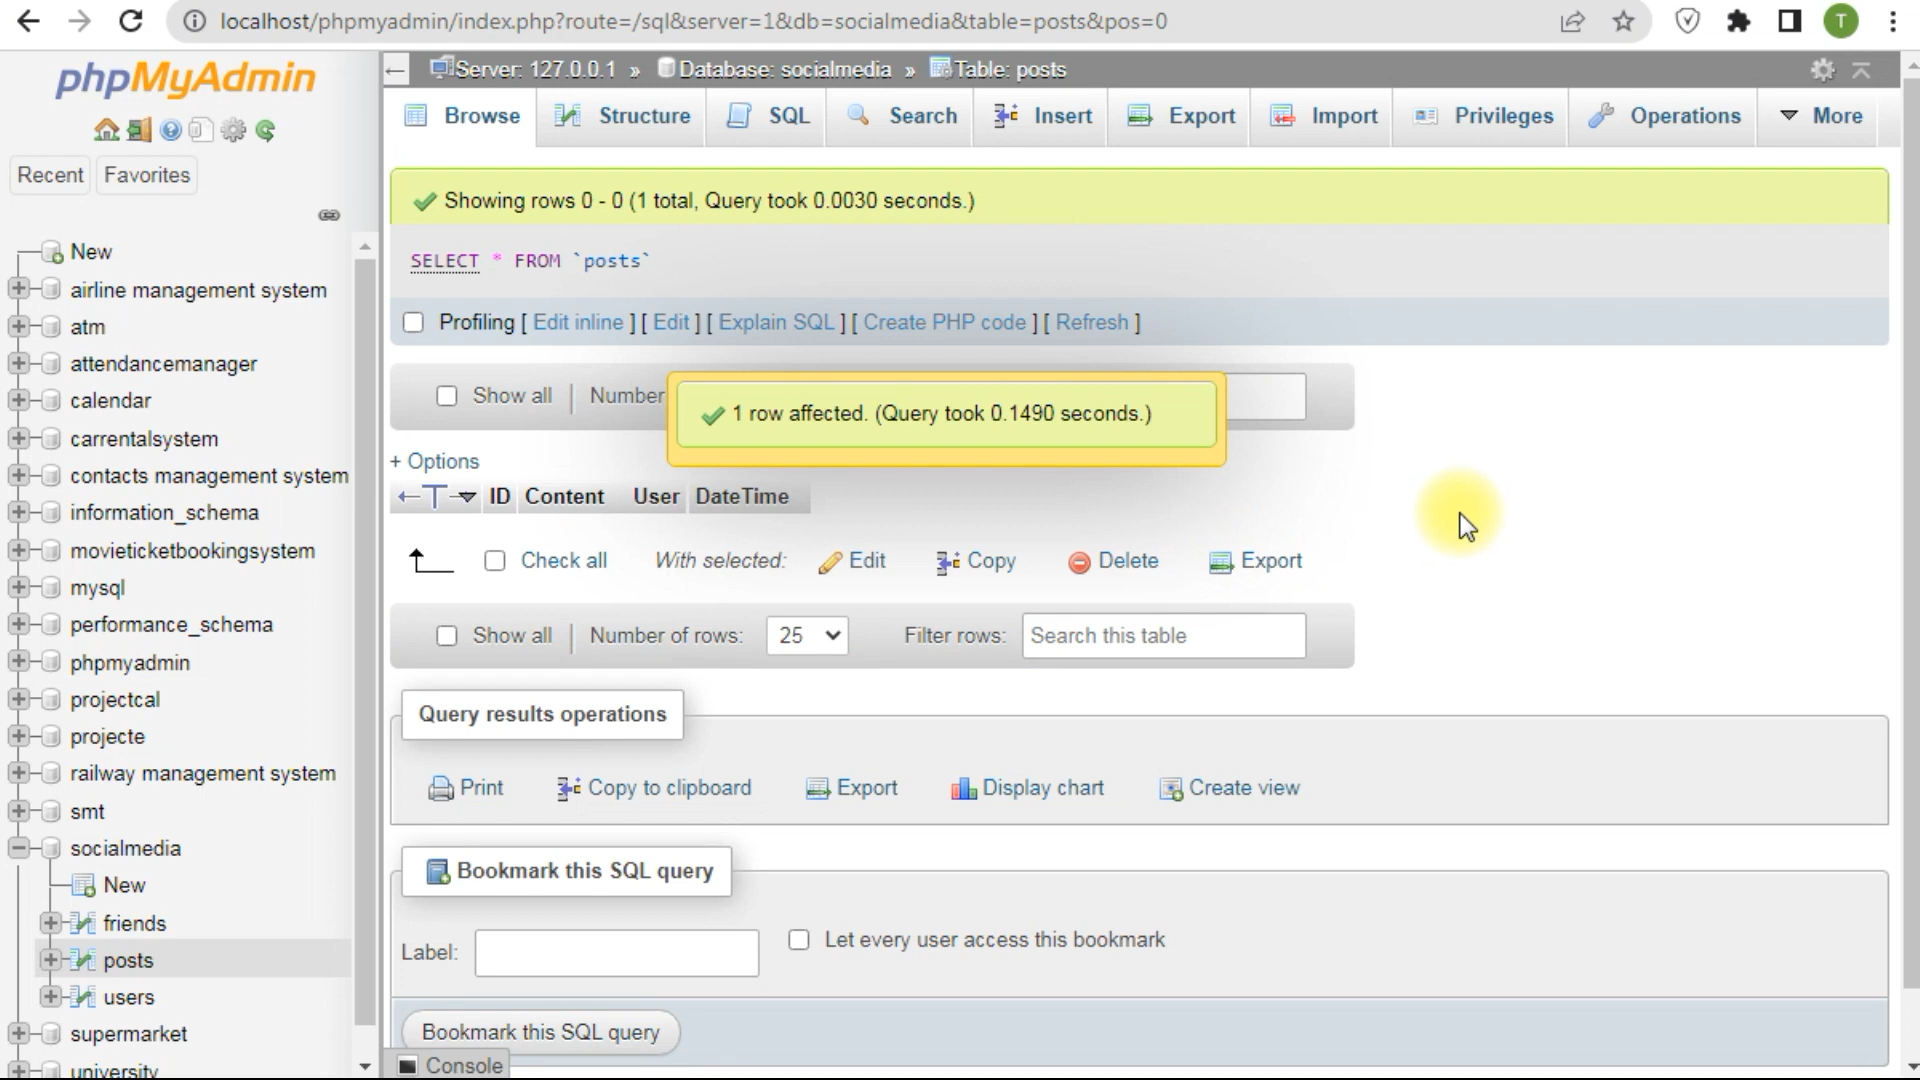 localhost/phpmyadmin/index.php?route=/sql&server=1&db=socialmedia&table=posts&pos=0
T
phpMyAdmin
Recent
Favorites
New
airline management system
atm
attendancemanager
calendar
carrentalsystem
contacts management system
information_schema
movieticketbookingsystem
mysql
performance_schema
phpmyadmin
projectcal
projecte
railway management system
smt
socialmedia
New
friends
posts
users
supermarket
university
Server: 127.0.0.1 » Database: socialmedia » Table: posts
Browse
Structure
SQL
Search
Insert
Export
Import
Privileges
Operations
More
Showing rows 0 - 0 (1 total, Query took 0.0030 seconds.)
SELECT * FROM `posts`
Profiling [ Edit inline ] [ Edit ] [ Explain SQL ] [ Create PHP code ] [ Refresh ]
Show all | Number
1 row affected. (Query took 0.1490 seconds.)
+ Options
ID Content User DateTime
Check all With selected: Edit Copy Delete Export
Show all | Number of rows: 25 Filter rows: Search this table
Query results operations
Print Copy to clipboard Export Display chart Create view
Bookmark this SQL query
Label: Let every user access this bookmark
Bookmark this SQL query
Console